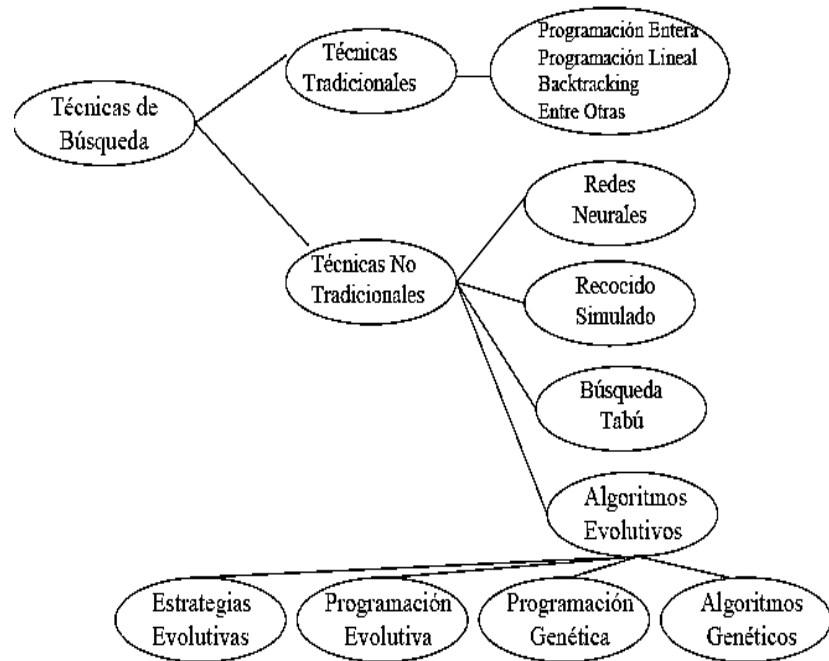 Técnicas de
Búsqueda
Técnicas
Tradicionales
Programación Entera
Programación Lineal
Backtracking
Entre Otras
Técnicas No
Tradicionales
Redes
Neurales
Recocido
Simulado
Búsqueda
Tabú
Algoritmos
Evolutivos
Estrategias
Evolutivas
Programación
Evolutiva
Programación
Genética
Algoritmos
Genéticos